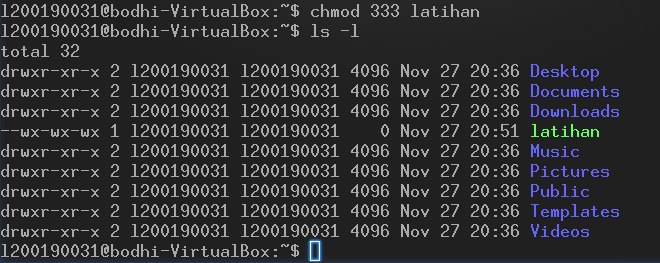 l200190031@bodhi-VirtualBox:~$ chmod 333 latihan
l200190031@bodhi-VirtualBox:~$ ls -l
total 32
drwxr-xr-x 2 l200190031 l200190031 4096 Nov 27 20:36 Desktop
drwxr-xr-x 2 l200190031 l200190031 4096 Nov 27 20:36 Documents
drwxr-xr-x 2 l200190031 l200190031 4096 Nov 27 20:36 Downloads
--wx-wx-wx 1 l200190031 l200190031    0 Nov 27 20:51 latihan
drwxr-xr-x 2 l200190031 l200190031 4096 Nov 27 20:36 Music
drwxr-xr-x 2 l200190031 l200190031 4096 Nov 27 20:36 Pictures
drwxr-xr-x 2 l200190031 l200190031 4096 Nov 27 20:36 Public
drwxr-xr-x 2 l200190031 l200190031 4096 Nov 27 20:36 Templates
drwxr-xr-x 2 l200190031 l200190031 4096 Nov 27 20:36 Videos
l200190031@bodhi-VirtualBox:~$